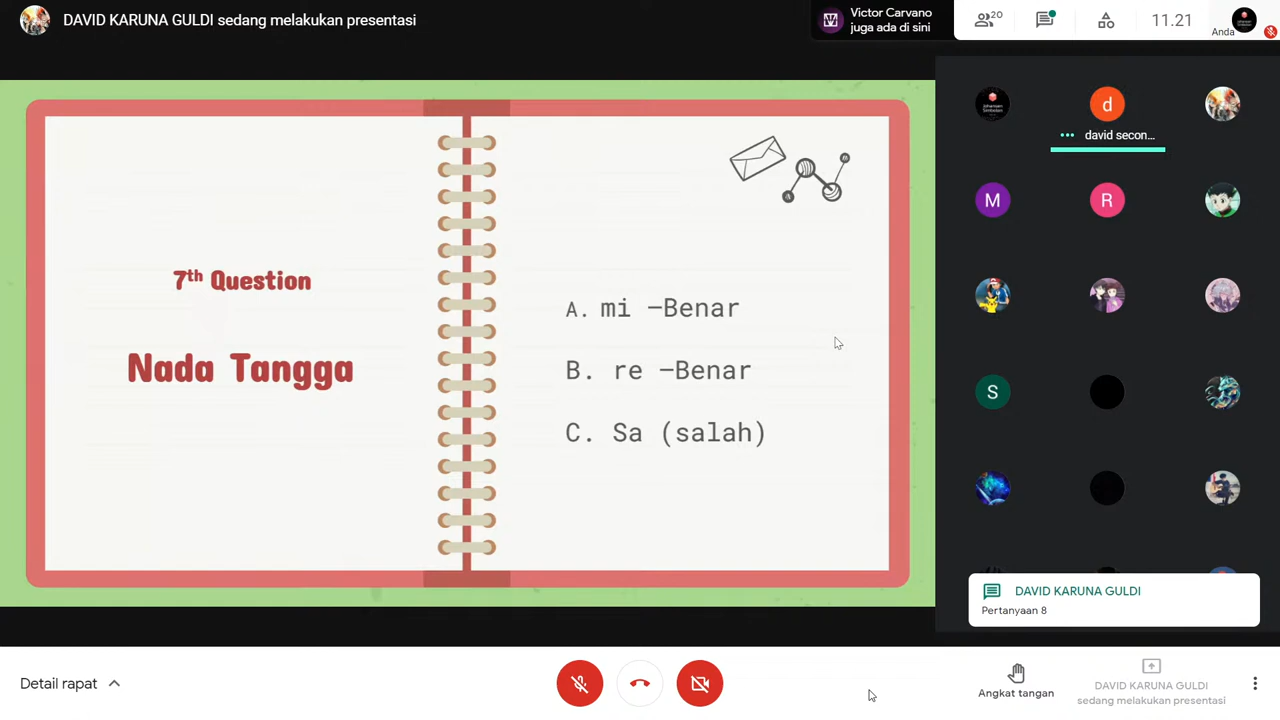 DAVID KARUNA GULDI sedang melakukan presentasi
Victor Carvano
juga ada di sini
20
11.21
Anda
7th Question
Nada Tangga
A. mi –Benar
B. re –Benar
C. Sa (salah)
d
david secon...
M
R
S
DAVID KARUNA GULDI
Pertanyaan 8
Detail rapat
Angkat tangan
DAVID KARUNA GULDI
sedang melakukan presentasi